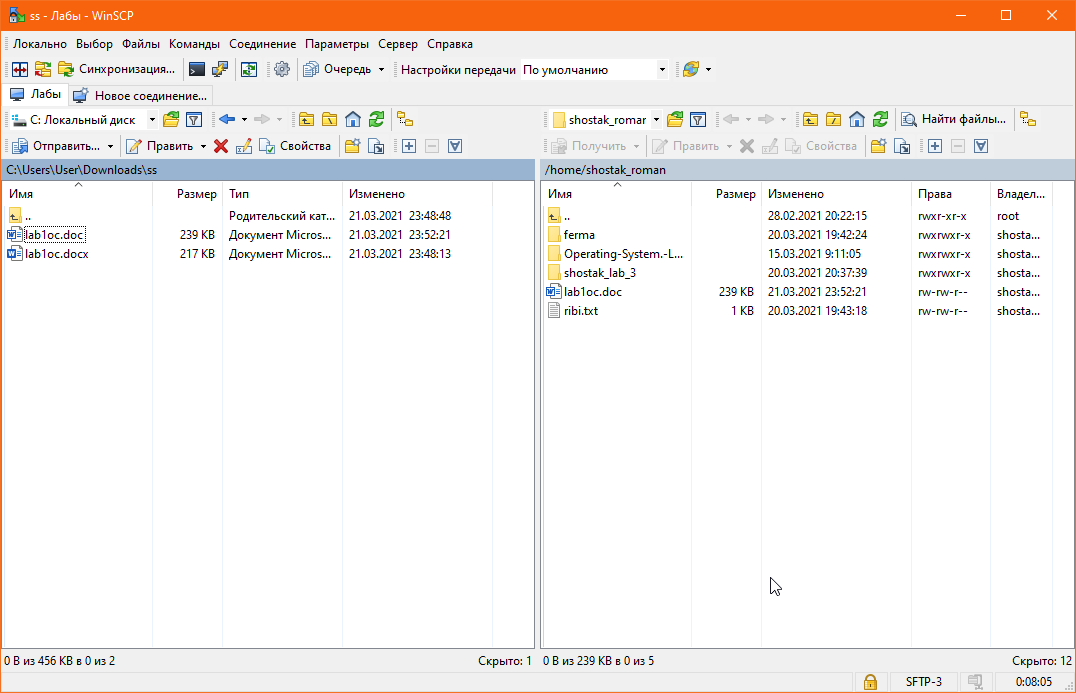 ss - Лабы - WinSCP
Локально Выбор Файлы Команды Соединение Параметры Сервер Справка
Синхронизация... Очередь Настройки передачи По умолчанию
Лабы Новое соединение...
C: Локальный диск
Отправить... Править Свойства
C:\Users\User\Downloads\ss
Имя Размер Тип Изменено
.. Родительский кат... 21.03.2021 23:48:48
lab1oc.doc 239 KB Документ Micros... 21.03.2021 23:52:21
lab1oc.docx 217 KB Документ Micros... 21.03.2021 23:48:13
0 B из 456 KB в 0 из 2 Скрыто: 1
shostak_romar Найти файлы...
Получить Править Свойства
/home/shostak_roman
Имя Размер Изменено Права Владел...
.. 28.02.2021 20:22:15 rwxr-xr-x root
ferma 20.03.2021 19:42:24 rwxrwxr-x shosta...
Operating-System.-L... 15.03.2021 9:11:05 rwxrwxr-x shosta...
shostak_lab_3 20.03.2021 20:37:39 rwxrwxr-x shosta...
lab1oc.doc 239 KB 21.03.2021 23:52:21 rw-rw-r-- shosta...
ribi.txt 1 KB 20.03.2021 19:43:18 rw-rw-r-- shosta...
0 B из 239 KB в 0 из 5 Скрыто: 12
SFTP-3 0:08:05